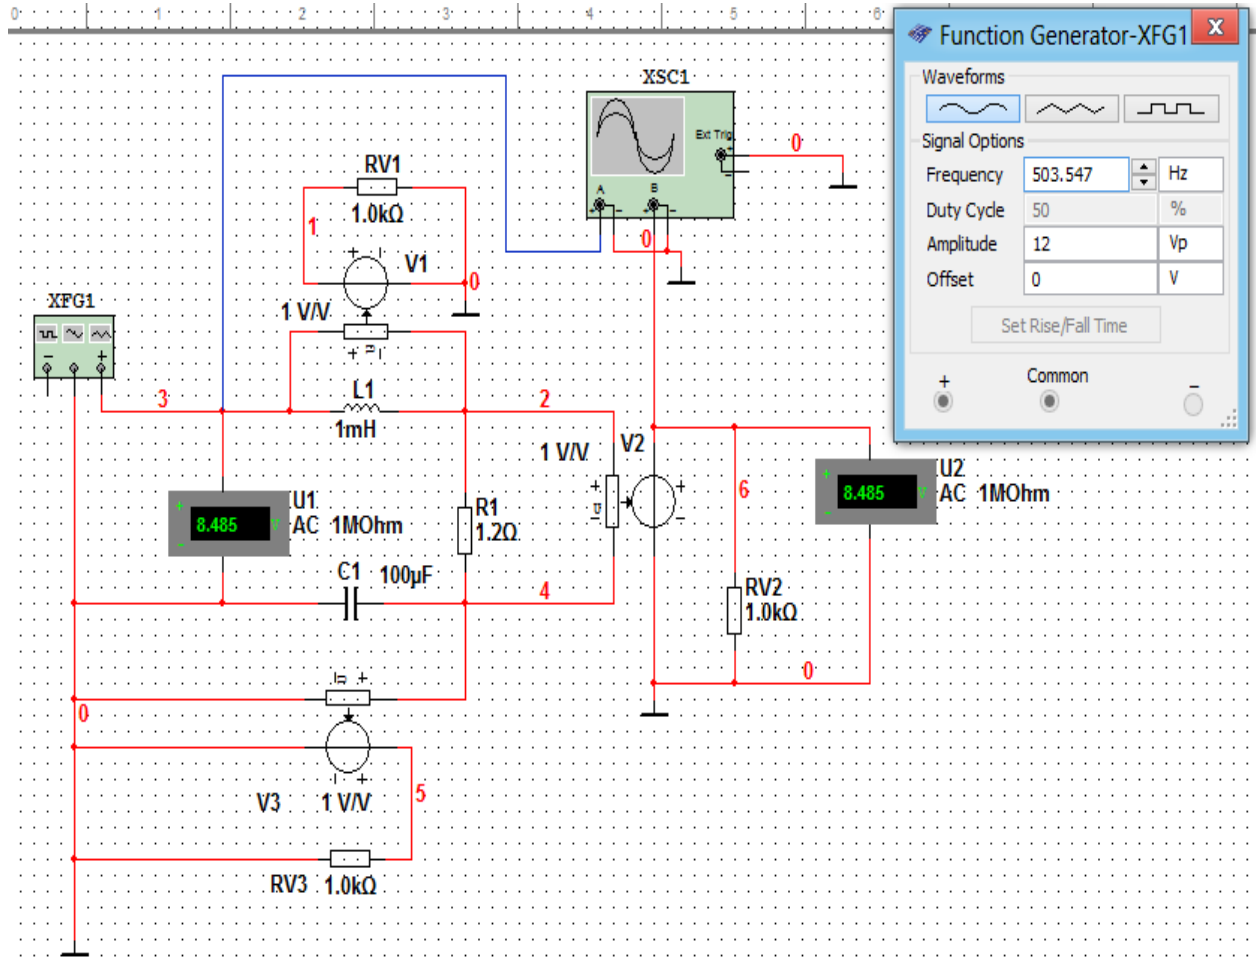 0 1 2 3 4 5 6
Function Generator-XFG1 X
Waveforms
Signal Options
Frequency 503.547 Hz
Duty Cycle 50 %
Amplitude 12 Vp
Offset 0 V
Set Rise/Fall Time
+ Common -
XSC1
Ext Trig
+
-
A B
+ - + -
0
0
RV1
1.0kΩ
1
+ -
V1
0
1 V/V
+ -
XFG1
- +
3
L1
1mH
2
1 V/V
V2
+ +
- -
6
+
8.485 V
-
U2
AC 1MOhm
+
8.485 V
-
U1
AC 1MOhm
R1
1.2Ω
C1 100µF
4
RV2
1.0kΩ
0
- +
0
- +
V3 1 V/V
5
RV3 1.0kΩ